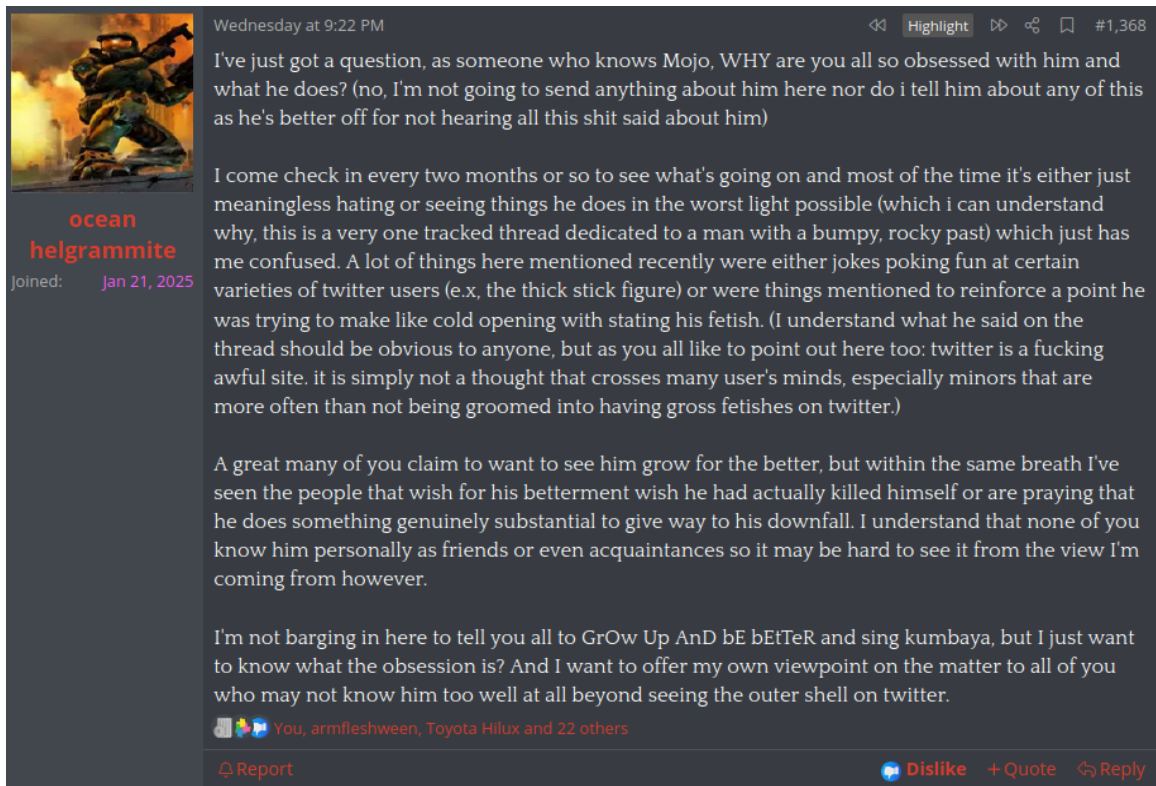 Wednesday at 9:22 PM
Highlight
#1,368
ocean
helgrammite
Joined: Jan 21, 2025
I've just got a question, as someone who knows Mojo, WHY are you all so obsessed with him and
what he does? (no, I'm not going to send anything about him here nor do i tell him about any of this
as he's better off for not hearing all this shit said about him)
I come check in every two months or so to see what's going on and most of the time it's either just
meaningless hating or seeing things he does in the worst light possible (which i can understand
why, this is a very one tracked thread dedicated to a man with a bumpy, rocky past) which just has
me confused. A lot of things here mentioned recently were either jokes poking fun at certain
varieties of twitter users (e.x, the thick stick figure) or were things mentioned to reinforce a point he
was trying to make like cold opening with stating his fetish. (I understand what he said on the
thread should be obvious to anyone, but as you all like to point out here too: twitter is a fucking
awful site. it is simply not a thought that crosses many user's minds, especially minors that are
more often than not being groomed into having gross fetishes on twitter.)
A great many of you claim to want to see him grow for the better, but within the same breath I've
seen the people that wish for his betterment wish he had actually killed himself or are praying that
he does something genuinely substantial to give way to his downfall. I understand that none of you
know him personally as friends or even acquaintances so it may be hard to see it from the view I'm
coming from however.
I'm not barging in here to tell you all to GrOw Up AnD bE bEtTeR and sing kumbaya, but I just want
to know what the obsession is? And I want to offer my own viewpoint on the matter to all of you
who may not know him too well at all beyond seeing the outer shell on twitter.
You, armfleshween, Toyota Hilux and 22 others
Report
Dislike
+Quote
Reply